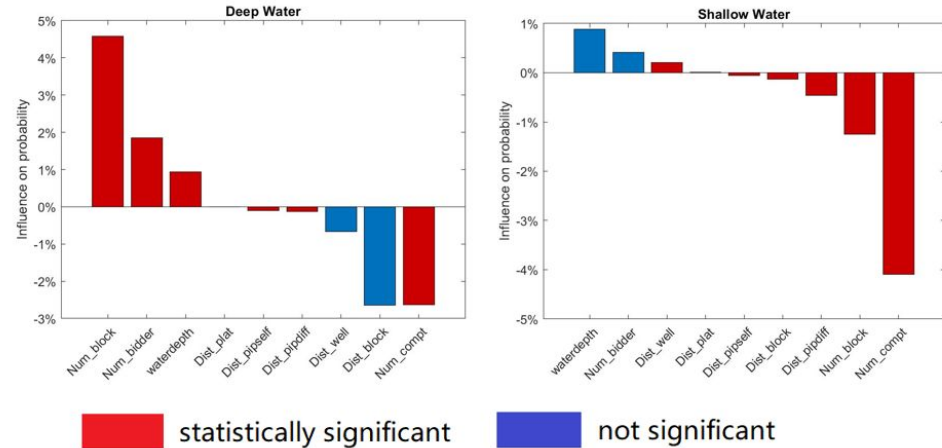 Deep Water
5%
4%
3%
2%
1%
0%
-1%
-2%
-3%
Influence on probability
Num_block
Num_bidder
waterdepth
Dist_plat
Dist_pipself
Dist_pipdiff
Dist_well
Dist_block
Num_compt
Shallow Water
1%
0%
-1%
-2%
-3%
-4%
-5%
Influence on probability
waterdepth
Num_bidder
Dist_well
Dist_plat
Dist_pipself
Dist_block
Dist_pipdiff
Num_block
Num_compt
statistically significant
not significant